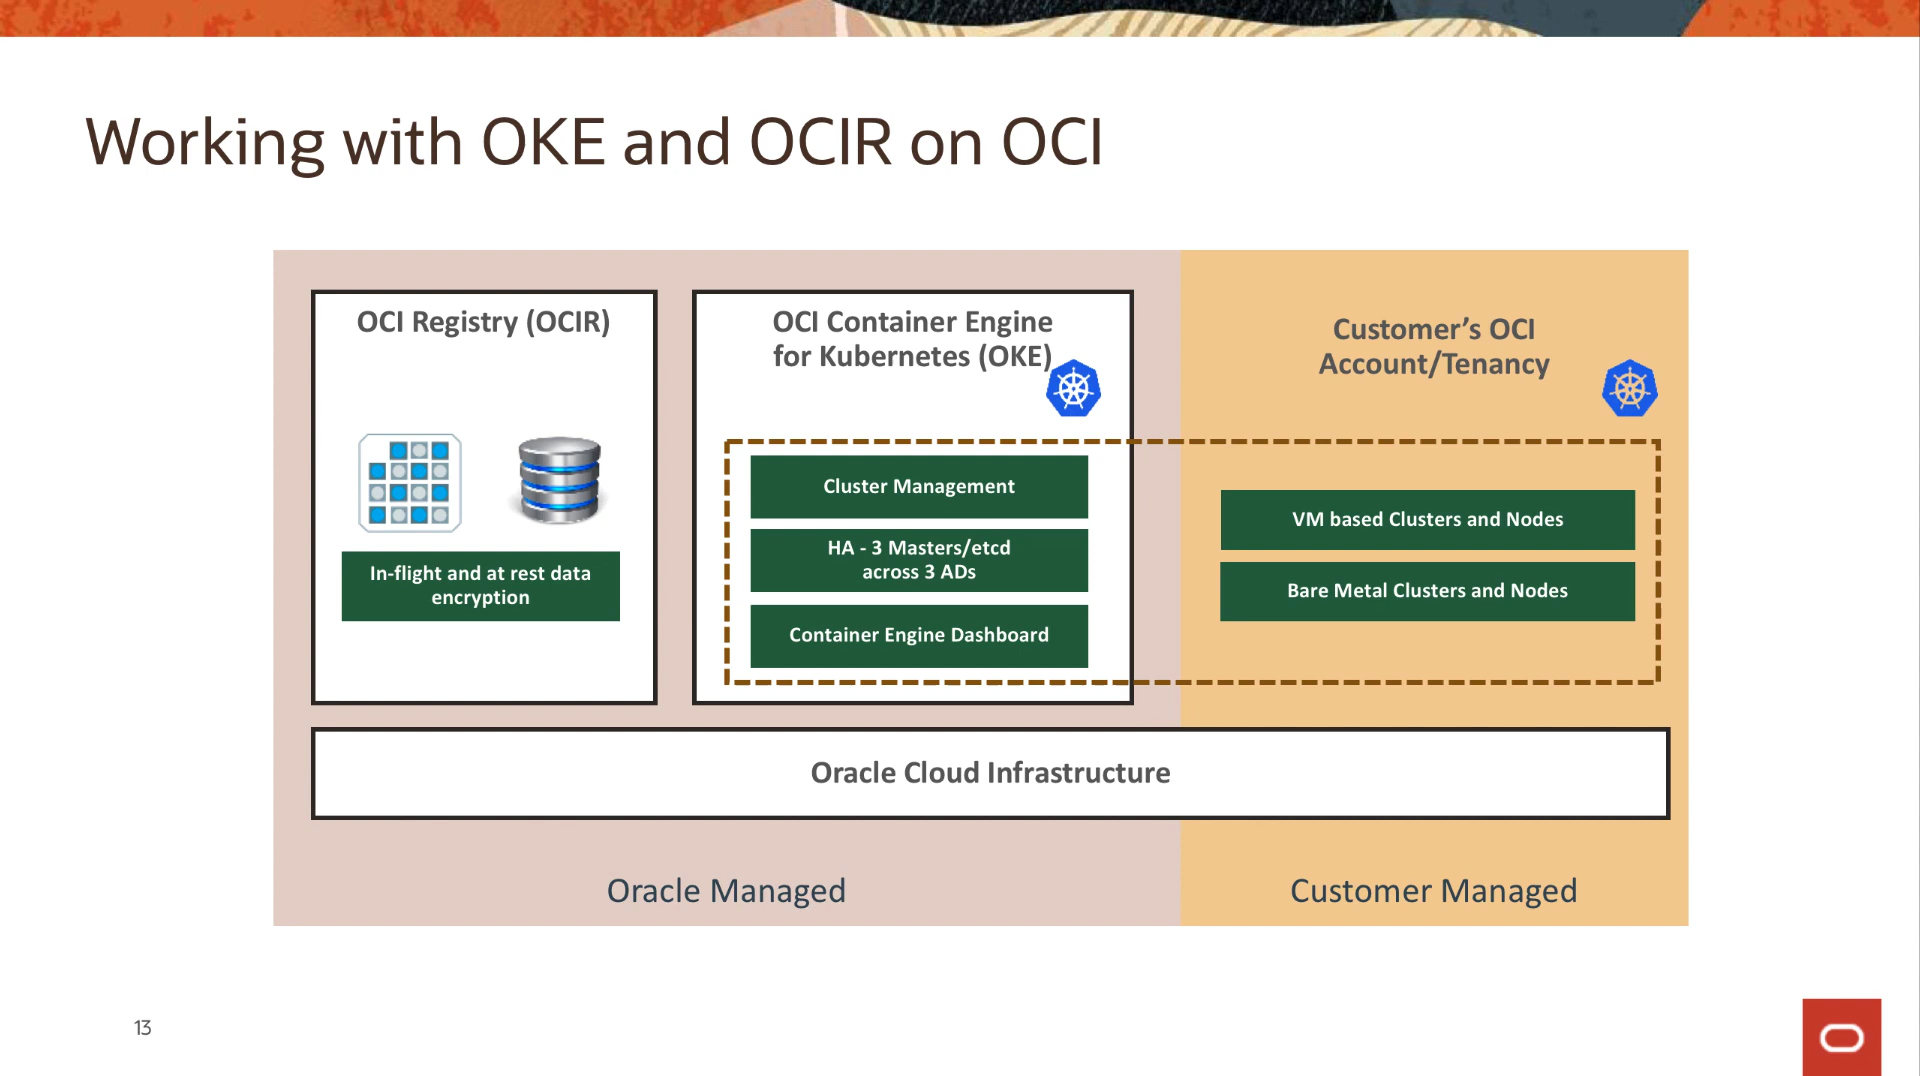 Working with OKE and OCIR on OCI
OCI Registry (OCIR)
In-flight and at rest data
encryption
OCI Container Engine
for Kubernetes (OKE)
Cluster Management
HA - 3 Masters/etcd
across 3 ADs
Container Engine Dashboard
Customer’s OCI
Account/Tenancy
VM based Clusters and Nodes
Bare Metal Clusters and Nodes
Oracle Cloud Infrastructure
Oracle Managed
Customer Managed
13